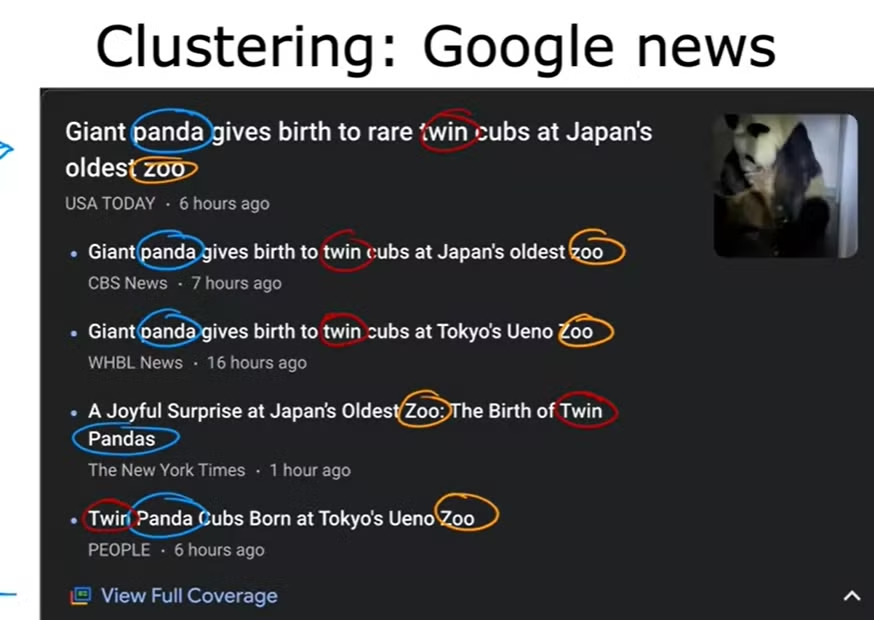 Clustering: Google news
Giant panda gives birth to rare twin cubs at Japan's
oldest zoo
USA TODAY · 6 hours ago
• Giant panda gives birth to twin cubs at Japan's oldest zoo
CBS News · 7 hours ago
• Giant panda gives birth to twin cubs at Tokyo's Ueno Zoo
WHBL News · 16 hours ago
• A Joyful Surprise at Japan's Oldest Zoo: The Birth of Twin
Pandas
The New York Times · 1 hour ago
• Twin Panda Cubs Born at Tokyo's Ueno Zoo
PEOPLE · 6 hours ago
View Full Coverage